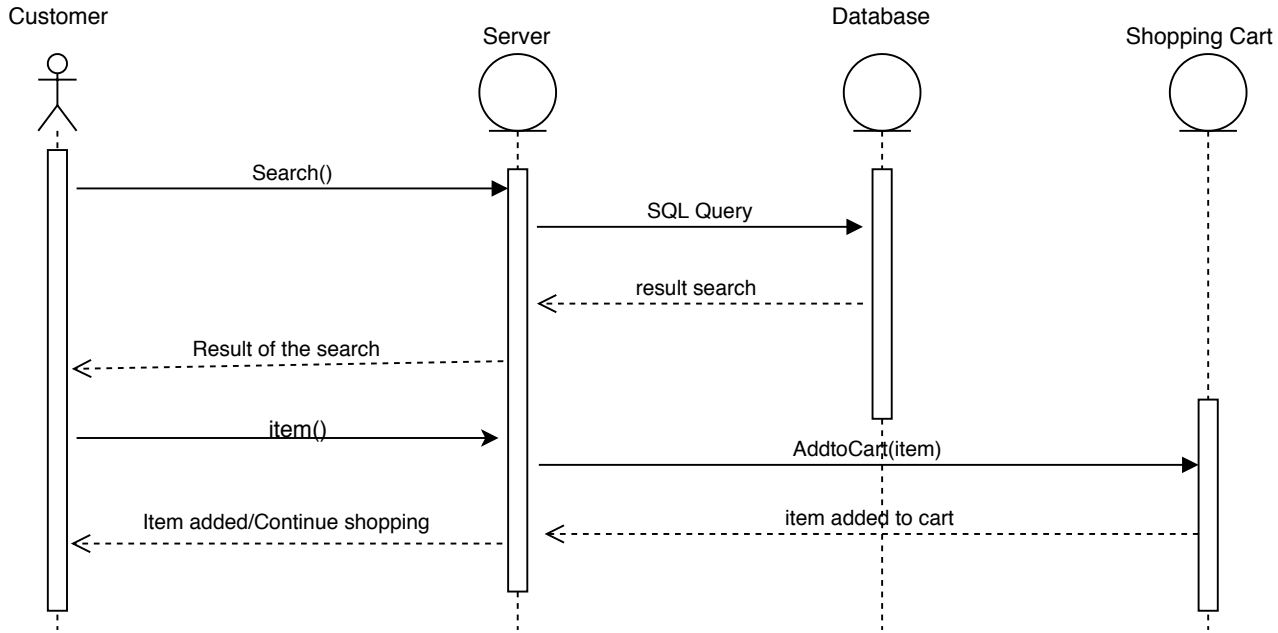 Customer
Server
Database
Shopping Cart
Search()
SQL Query
result search
Result of the search
item()
AddtoCart(item)
Item added/Continue shopping
item added to cart